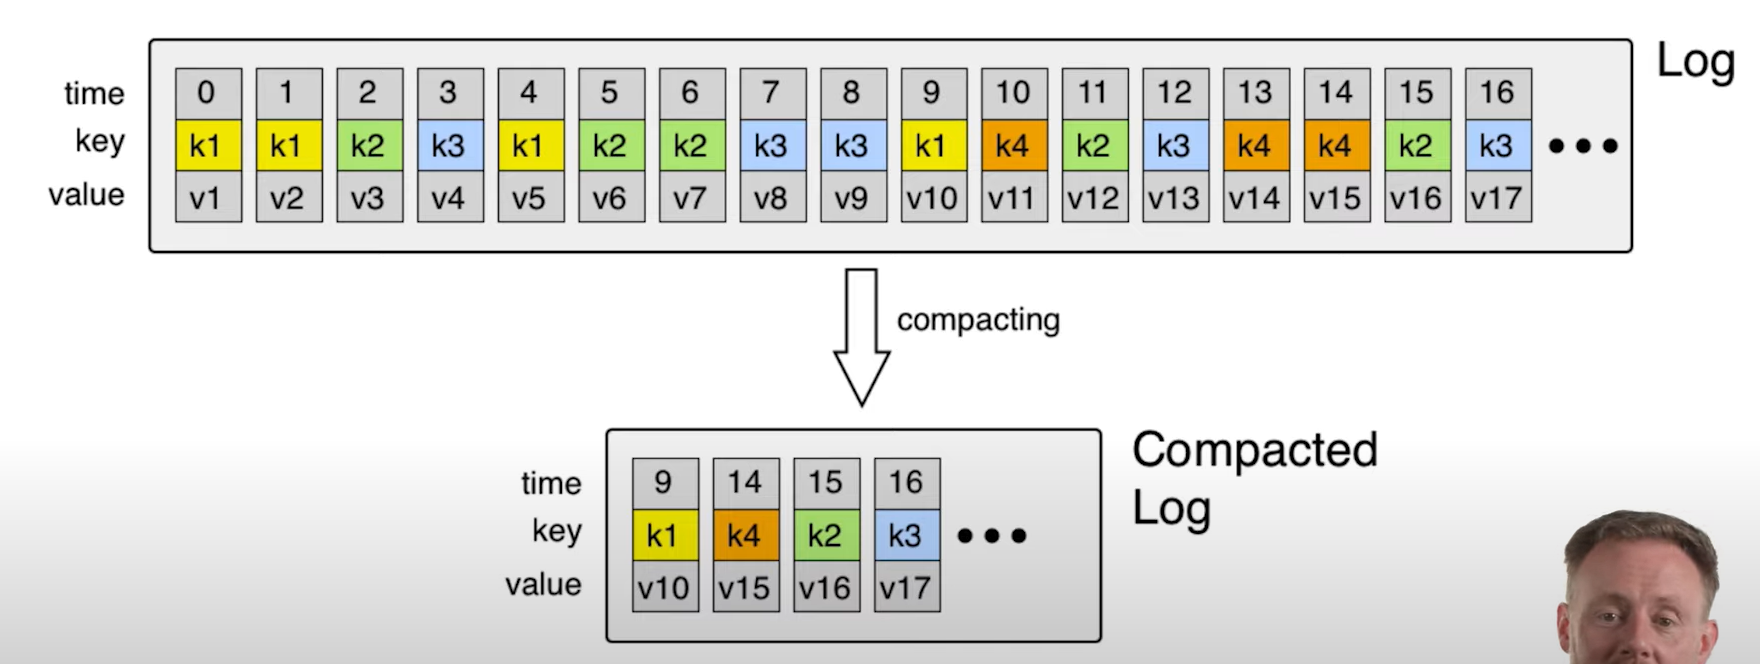 Log
time 0 1 2 3 4 5 6 7 8 9 10 11 12 13 14 15 16
key k1 k1 k2 k3 k1 k2 k2 k3 k3 k1 k4 k2 k3 k4 k4 k2 k3 •••
value v1 v2 v3 v4 v5 v6 v7 v8 v9 v10 v11 v12 v13 v14 v15 v16 v17
compacting
Compacted
Log
time 9 14 15 16
key k1 k4 k2 k3 •••
value v10 v15 v16 v17